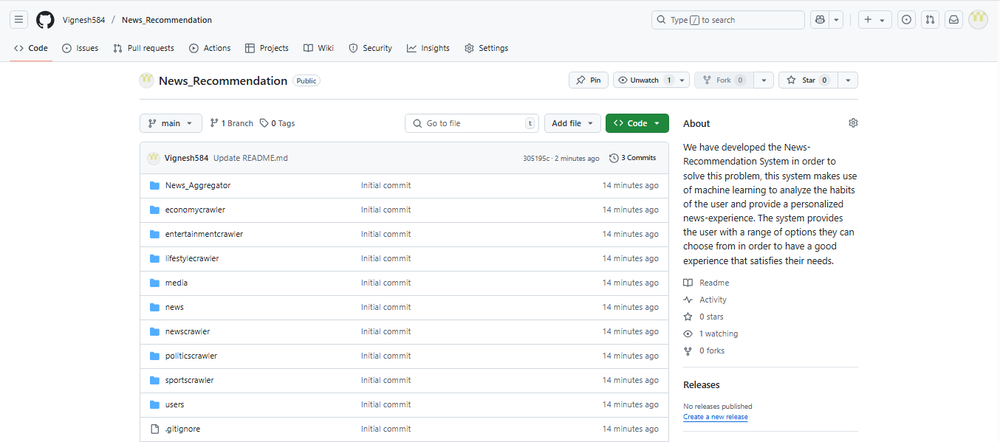 Vignesh584 / News_Recommendation
Type / to search
Code
Issues
Pull requests
Actions
Projects
Wiki
Security
Insights
Settings
News_Recommendation Public
Pin
Unwatch 1
Fork 0
Star 0
main
1 Branch
0 Tags
Go to file t
Add file
Code
Vignesh584 Update README.md 305195c · 2 minutes ago 3 Commits
News_Aggregator Initial commit 14 minutes ago
economycrawler Initial commit 14 minutes ago
entertainmentcrawler Initial commit 14 minutes ago
lifestylecrawler Initial commit 14 minutes ago
media Initial commit 14 minutes ago
news Initial commit 14 minutes ago
newscrawler Initial commit 14 minutes ago
politicscrawler Initial commit 14 minutes ago
sportscrawler Initial commit 14 minutes ago
users Initial commit 14 minutes ago
.gitignore Initial commit 14 minutes ago
About
We have developed the News-
Recommendation System in order to
solve this problem, this system makes use
of machine learning to analyze the habits
of the user and provide a personalized
news-experience. The system provides
the user with a range of options they can
choose from in order to have a good
experience that satisfies their needs.
Readme
Activity
0 stars
1 watching
0 forks
Releases
No releases published
Create a new release